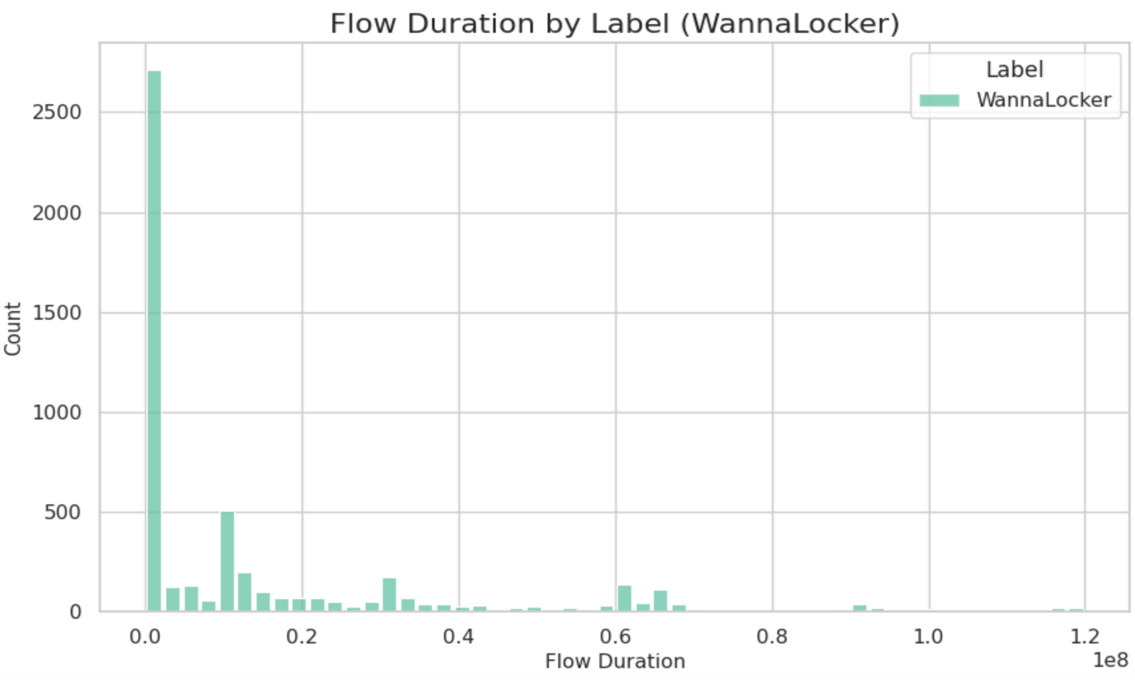 Flow Duration by Label (WannaLocker)
Label
WannaLocker
Count
2500
2000
1500
1000
500
0
0.0 0.2 0.4 0.6 0.8 1.0 1.2
1e8
Flow Duration